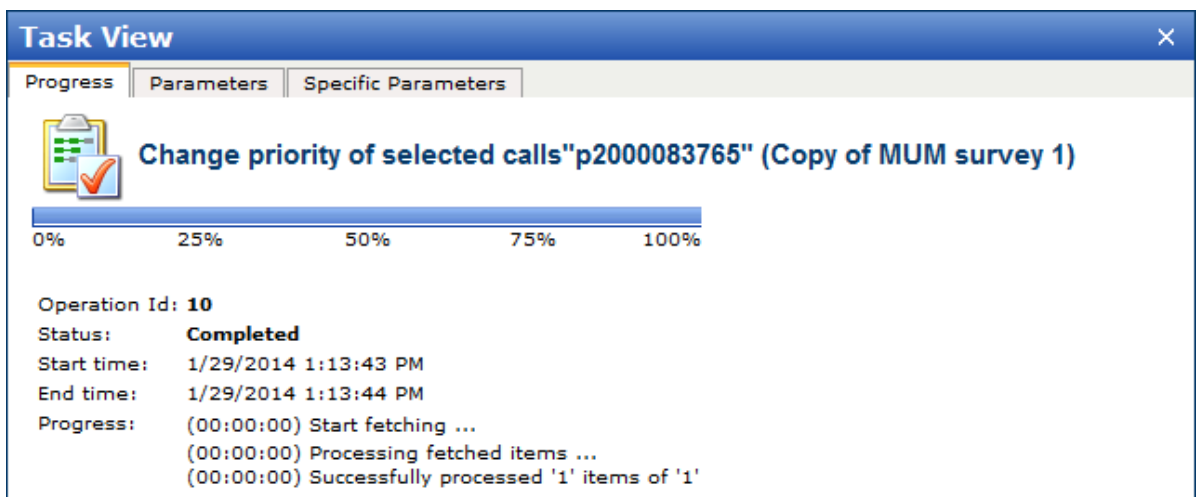 Task View
Progress Parameters Specific Parameters
Change priority of selected calls"p2000083765" (Copy of MUM survey 1)
0% 25% 50% 75% 100%
Operation Id: 10
Status: Completed
Start time: 1/29/2014 1:13:43 PM
End time: 1/29/2014 1:13:44 PM
Progress: (00:00:00) Start fetching ...
(00:00:00) Processing fetched items ...
(00:00:00) Successfully processed '1' items of '1'